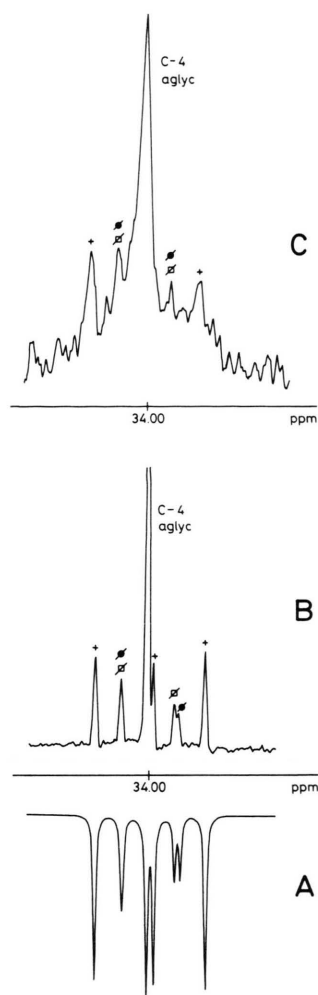 C-4
aglyc
+
+
C
34.00 ppm
C-4
aglyc
+
+
+
B
34.00 ppm
A